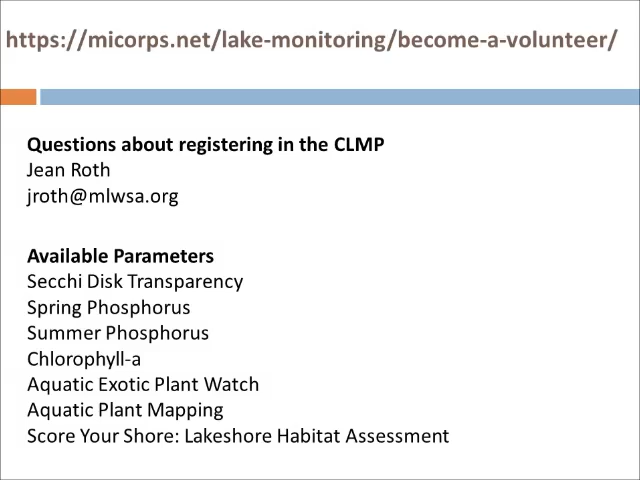 https://micorps.net/lake-monitoring/become-a-volunteer/
Questions about registering in the CLMP
Jean Roth
jroth@mlwsa.org
Available Parameters
Secchi Disk Transparency
Spring Phosphorus
Summer Phosphorus
Chlorophyll-a
Aquatic Exotic Plant Watch
Aquatic Plant Mapping
Score Your Shore: Lakeshore Habitat Assessment